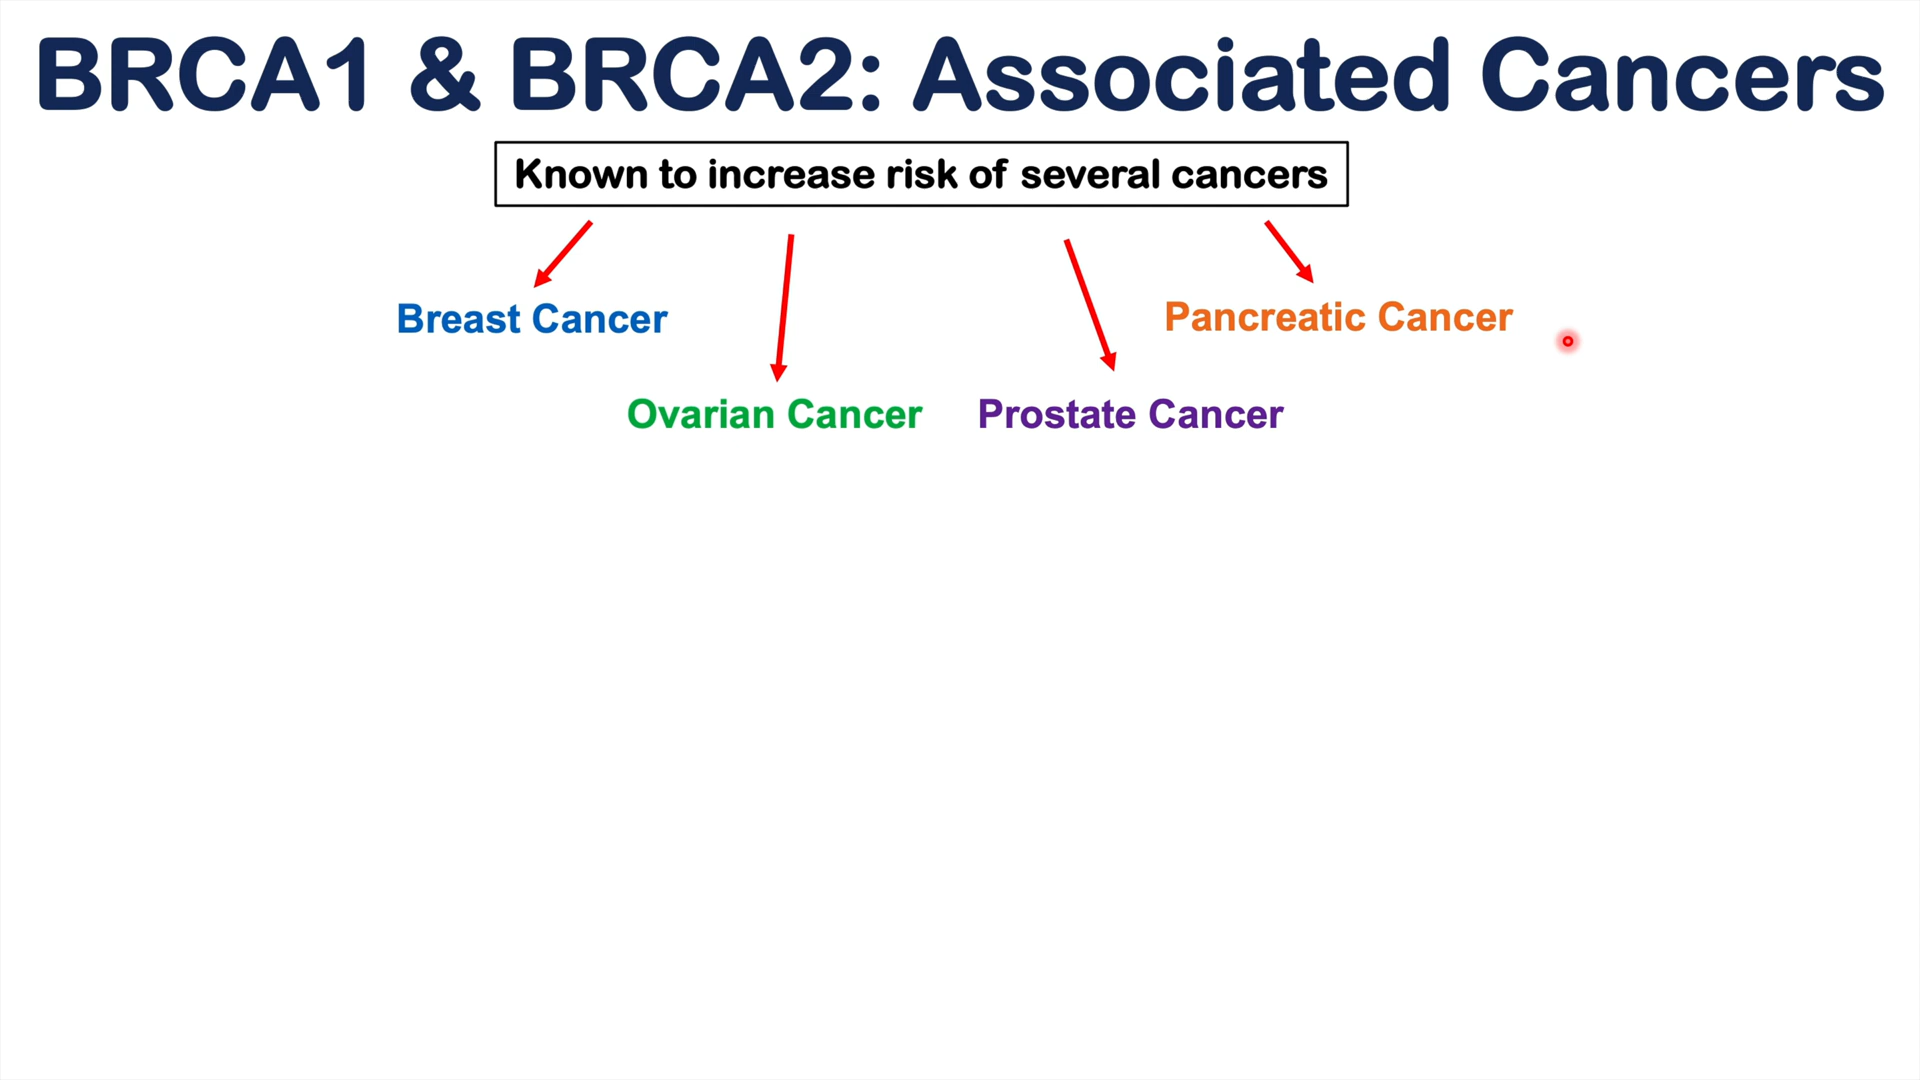 BRCA1 & BRCA2: Associated Cancers
Known to increase risk of several cancers
Breast Cancer
Pancreatic Cancer
Ovarian Cancer
Prostate Cancer